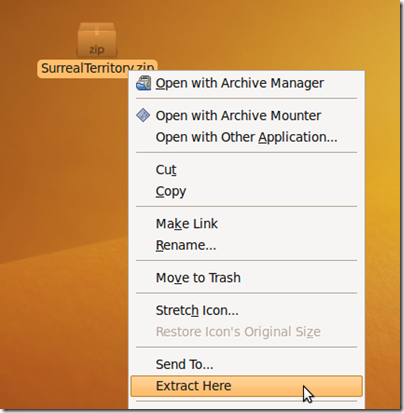 zip
SurrealTerritory.zip
Open with Archive Manager
Open with Archive Mounter
Open with Other Application...
Cut
Copy
Make Link
Rename...
Move to Trash
Stretch Icon...
Restore Icon's Original Size
Send To...
Extract Here